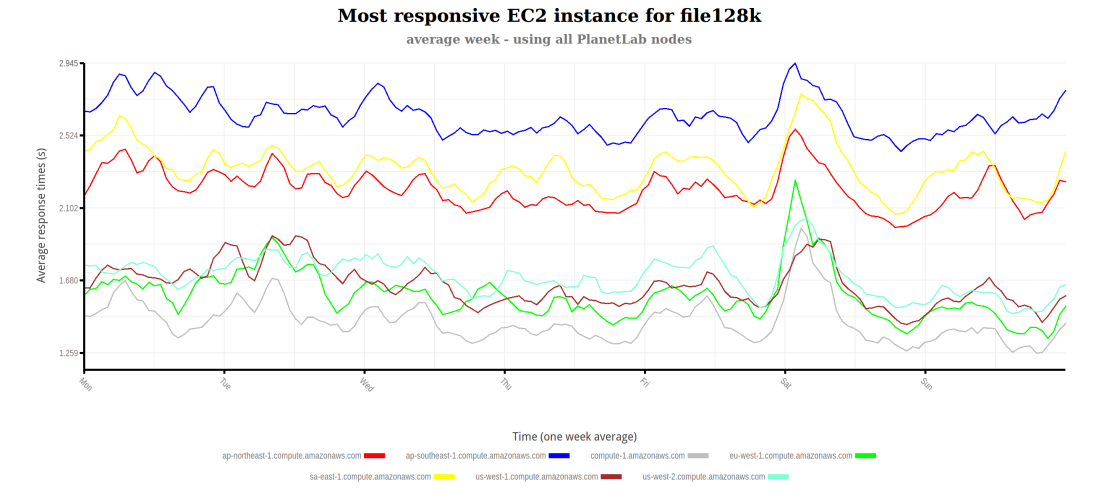 Most responsive EC2 instance for file128k
average week - using all PlanetLab nodes
Average response times (s)
2.945
2.524
2.102
1.680
1.259
Mon Tue Wed Thu Fri Sat Sun
Time (one week average)
ap-northeast-1.compute.amazonaws.com ap-southeast-1.compute.amazonaws.com compute-1.amazonaws.com eu-west-1.compute.amazonaws.com
sa-east-1.compute.amazonaws.com us-west-1.compute.amazonaws.com us-west-2.compute.amazonaws.com